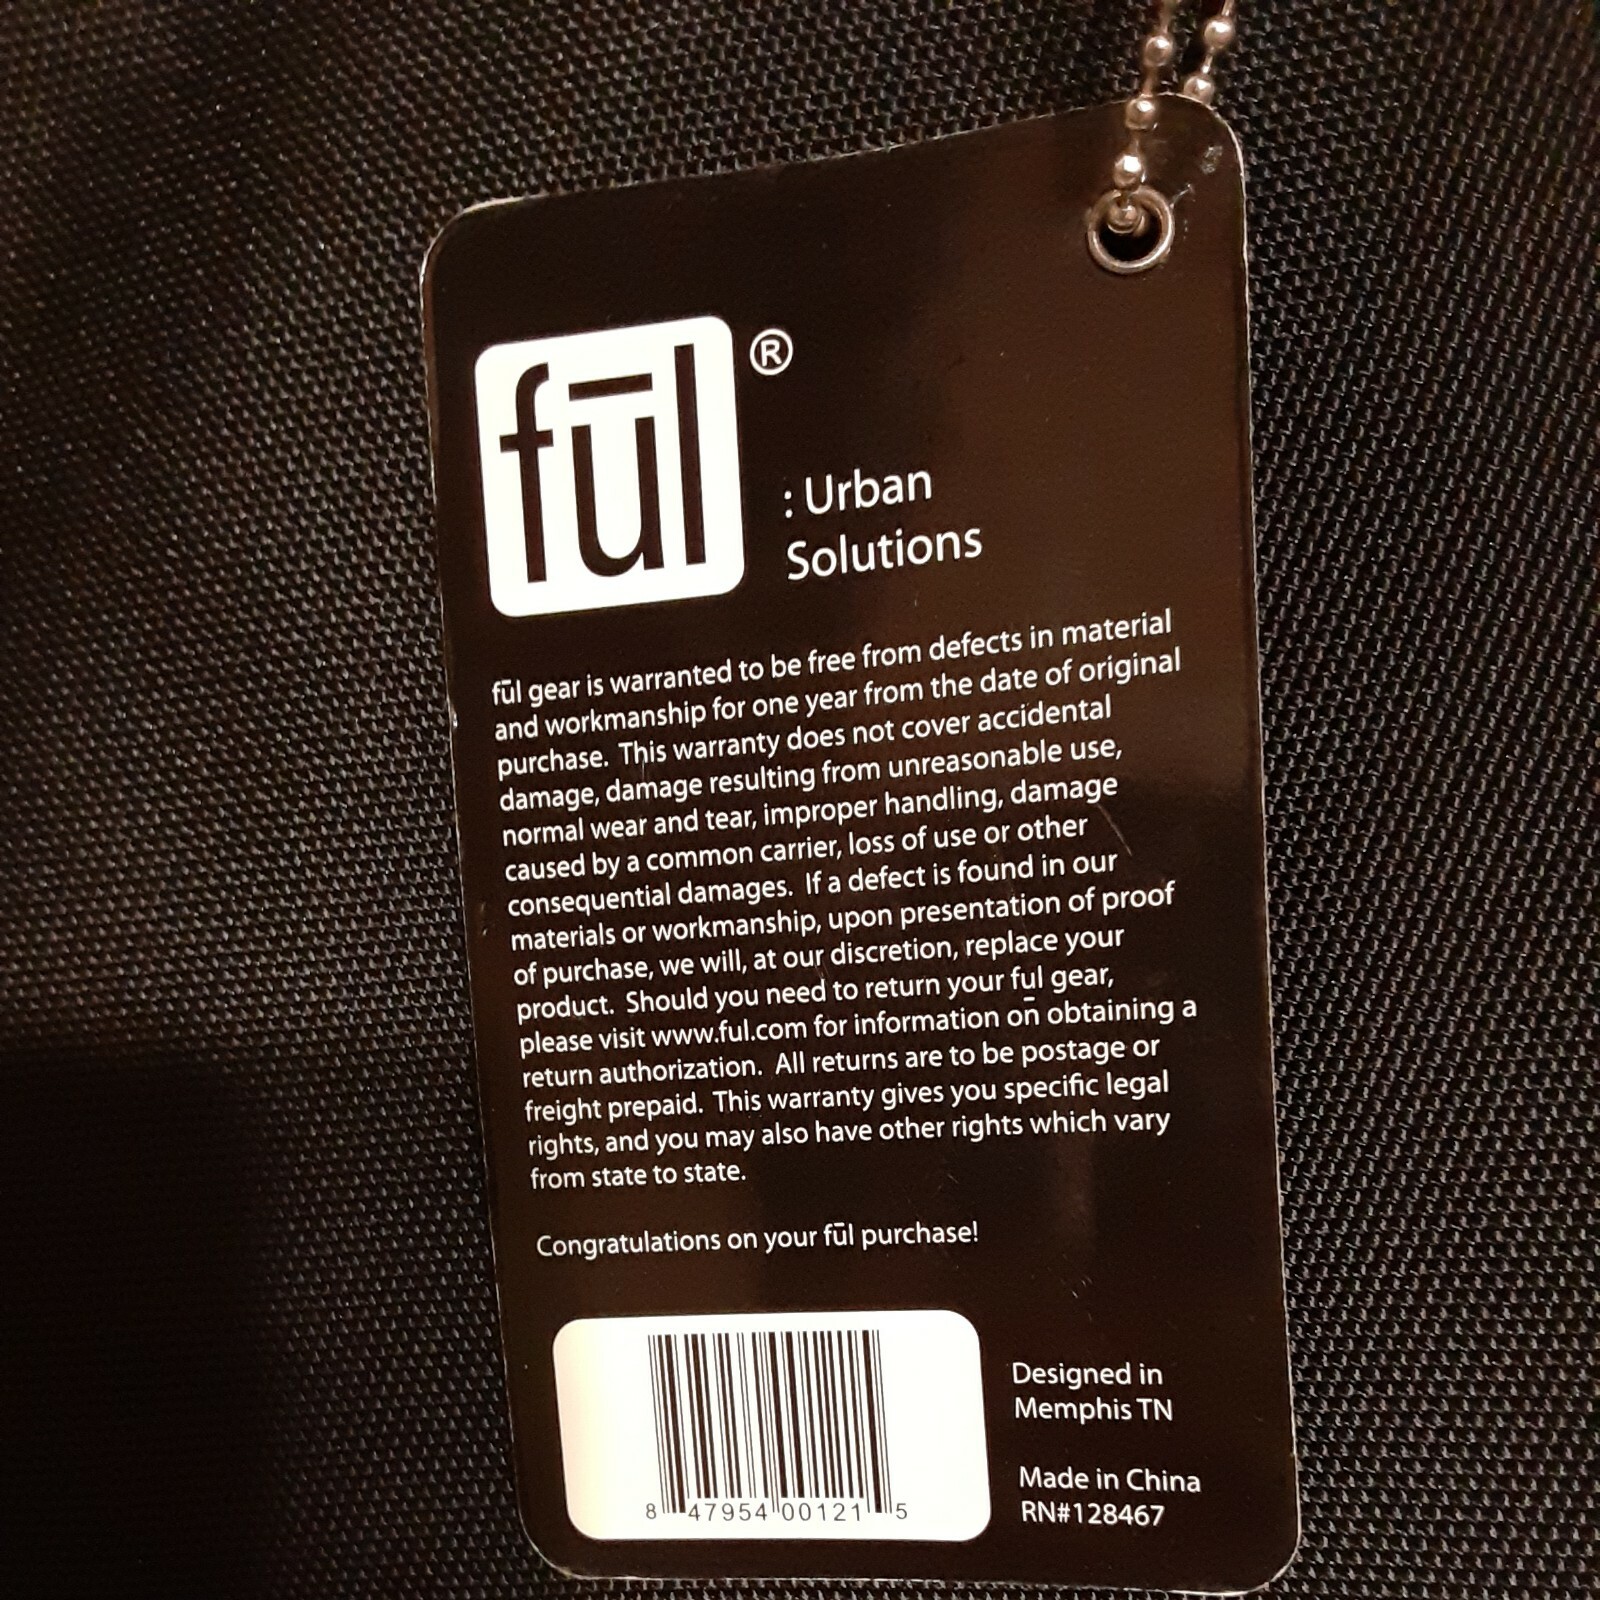 fūl®
: Urban
Solutions
fūl gear is warranted to be free from defects in material
and workmanship for one year from the date of original
purchase. This warranty does not cover accidental
damage, damage resulting from unreasonable use,
normal wear and tear, improper handling, damage
caused by a common carrier, loss of use or other
consequential damages. If a defect is found in our
materials or workmanship, upon presentation of proof
of purchase, we will, at our discretion, replace your
product. Should you need to return your ful gear,
please visit www.ful.com for information on̄ obtaining a
return authorization. All returns are to be postage or
freight prepaid. This warranty gives you specific legal
rights, and you may also have other rights which vary
from state to state.
Congratulations on your fūl purchase!
8 47954 00121 5
Designed in
Memphis TN
Made in China
RN#128467